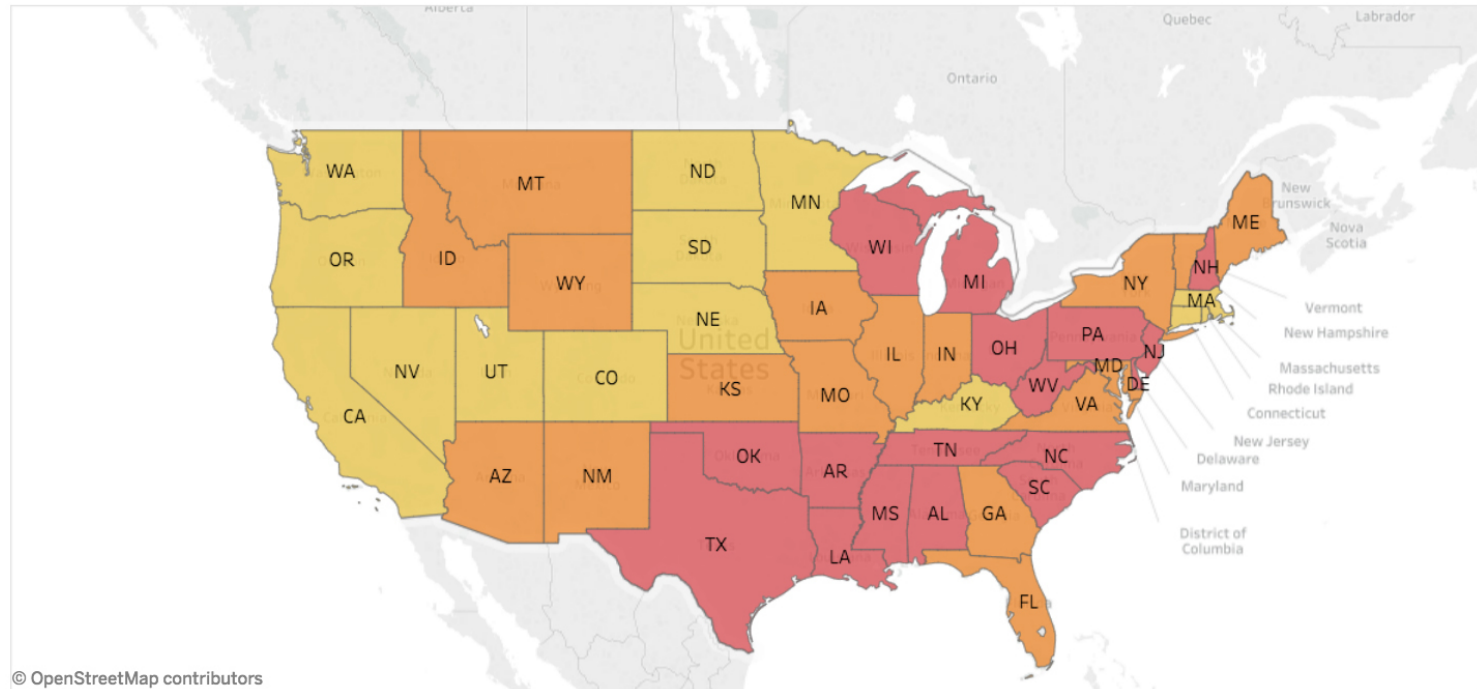 Alberta
Quebec
Labrador
Ontario
New
Brunswick
Nova
Scotia
WA
MT
ND
MN
OR
ID
SD
WI
ME
WY
MI
NH
NY
NE
IA
MA
Vermont
New Hampshire
United
States
NV
UT
CO
IL
IN
OH
PA
NJ
Massachusetts
Rhode Island
CA
KS
MO
WV
MD
DE
KY
VA
Connecticut
New Jersey
Delaware
Maryland
OK
AR
TN
NC
AZ
NM
SC
MS
AL
GA
District of
Columbia
TX
LA
FL
© OpenStreetMap contributors